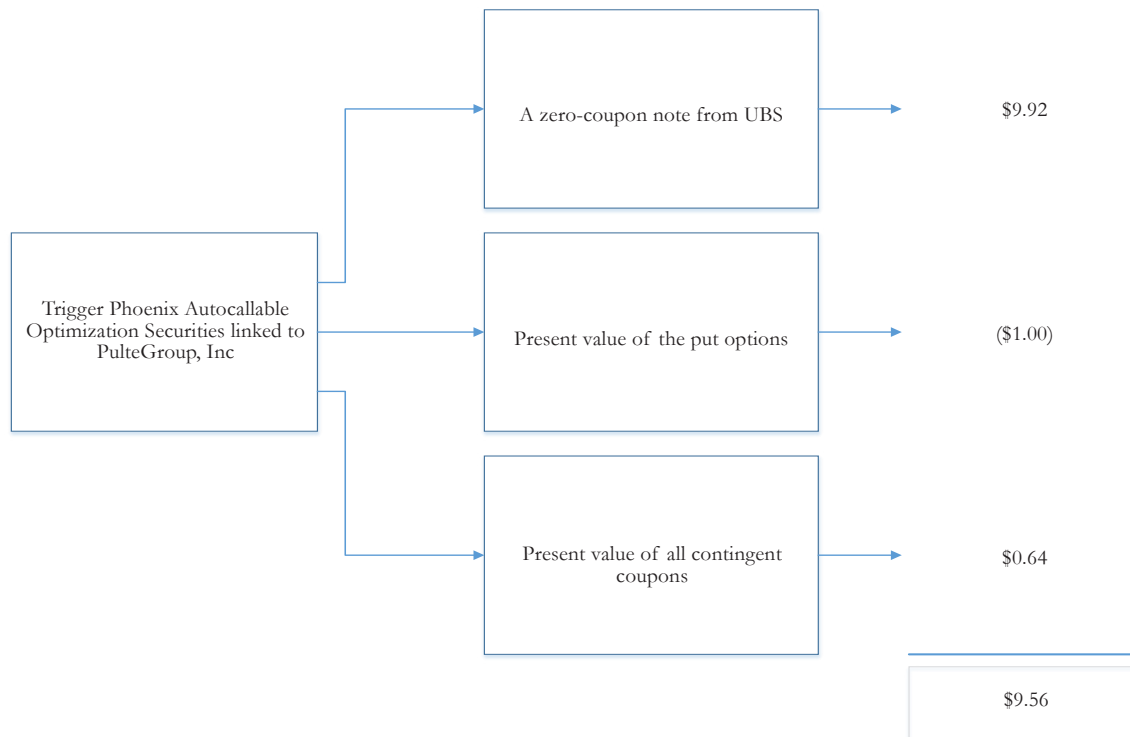 A zero-coupon note from UBS
$9.92
Trigger Phoenix Autocallable
Optimization Securities linked to
PulteGroup, Inc
Present value of the put options
($1.00)
Present value of all contingent
coupons
$0.64
$9.56